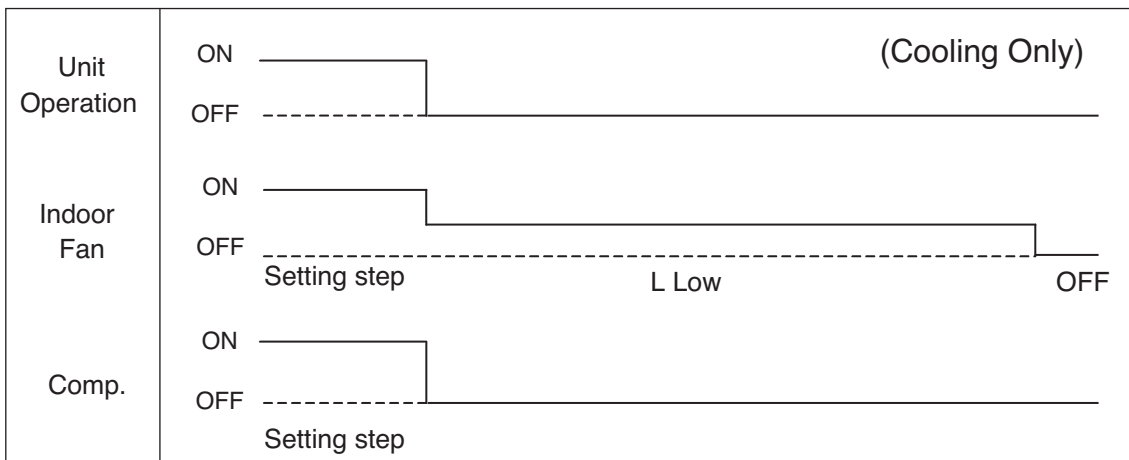 (Cooling Only)
Unit
Operation
ON
OFF
Indoor
Fan
ON
OFF
Setting step
L Low
OFF
Comp.
ON
OFF
Setting step